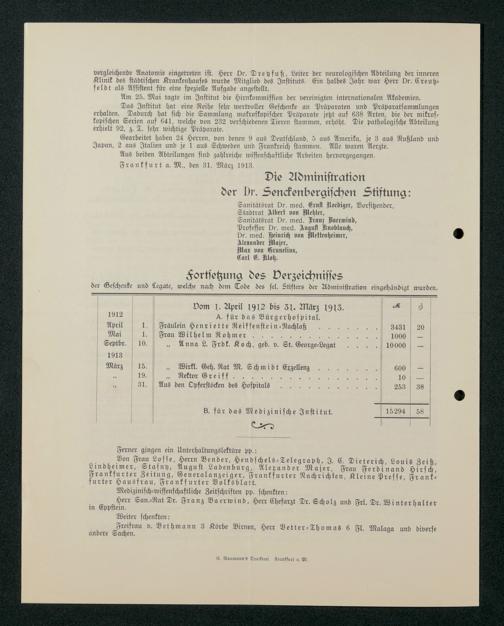 vergleichende Anatomie eingetreten ist. Herr Dr. Dreyfuß, Leiter der neurologischen Abteilung der inneren
Klinik des städtischen Krankenhauses wurde Mitglied des Instituts. Ein halbes Jahr war Herr Dr. Creutz-
feldt als Assistent für eine spezielle Aufgabe angestellt.
Am 25. Mai tagte im Institut die Hirnkommission der vereinigten internationalen Akademien.
Das Institut hat eine Reihe sehr wertvoller Geschenke an Präparaten und Präparatsammlungen
erhalten. Dadurch hat sich die Sammlung makroskopischer Präparate jetzt auf 638 Arten, die der mikros-
kopischen Serien auf 641, welche von 232 verschiedenen Tieren stammen, erhöht. Die pathologische Abteilung
erhielt 92, z. T. sehr wichtige Präparate.
Gearbeitet haben 24 Herren, von denen 9 aus Deutschland, 5 aus Amerika, je 3 aus Rußland und
Japan, 2 aus Italien und je 1 aus Schweden und Frankreich stammen. Alle waren Aerzte.
Aus beiden Abteilungen sind zahlreiche wissenschaftliche Arbeiten hervorgegangen.
Frankfurt a. M., den 31. März 1913.
Die Administration
der Dr. Senckenbergischen Stiftung:
Sanitätsrat Dr. med. Ernst Roediger, Vorsitzender,
Stadtrat Albert von Metzler,
Sanitätsrat Dr. med. Franz Baerwind,
Professor Dr. med. August Knoblauch,
Dr. med. Heinrich von Mettenheimer,
Alexander Majer,
Max von Grunelius,
Carl E. Klotz.
Fortsetzung des Verzeichnisses
der Geschenke und Legate, welche nach dem Tode des sel. Stifters der Administration eingehändigt wurden.
Vom 1. April 1912 bis 31. März 1913.
1912 A. für das Bürgerhospital.
April 1. Fräulein Henriette Reiffenstein-Nachlaß 3431 20
Mai 1. Frau Wilhelm Rohmer 1000 —
Septbr. 10. „ Anna L. Frdk. Koch, geb. v. St. George-Legat 10000 —
1913
März 15. „ Wirkl. Geh. Rat M. Schmidt Exzellenz 600 —
„ 19. „ Rektor Greiff 10 —
„ 31. Aus den Opferstöcken des Hospitals 253 38
B. für das Medizinische Institut. 15294 58
Ferner gingen ein Unterhaltungslektüre pp.:
Von Frau Losse, Herrn Bender, Hendschels-Telegraph, J. C. Dieterich, Louis Zeiß,
Lindheimer, Stafny, August Ladenburg, Alexander Majer, Frau Ferdinand Hirsch,
Frankfurter Zeitung, Generalanzeiger, Frankfurter Nachrichten, Kleine Presse, Frank-
furter Hausfrau, Frankfurter Volksblatt.
Medizinisch-wissenschaftliche Zeitschriften pp. schenkten:
Herr San.-Rat Dr. Franz Baerwind, Herr Chefarzt Dr. Scholz und Frl. Dr. Winterhalter
in Eppstein.
Weiter schenkten:
Freifrau v. Bethmann 3 Körbe Birnen, Herr Vetter-Thomas 6 Fl. Malaga und diverse
andere Sachen.
Druckerei Frankfurt a. M.